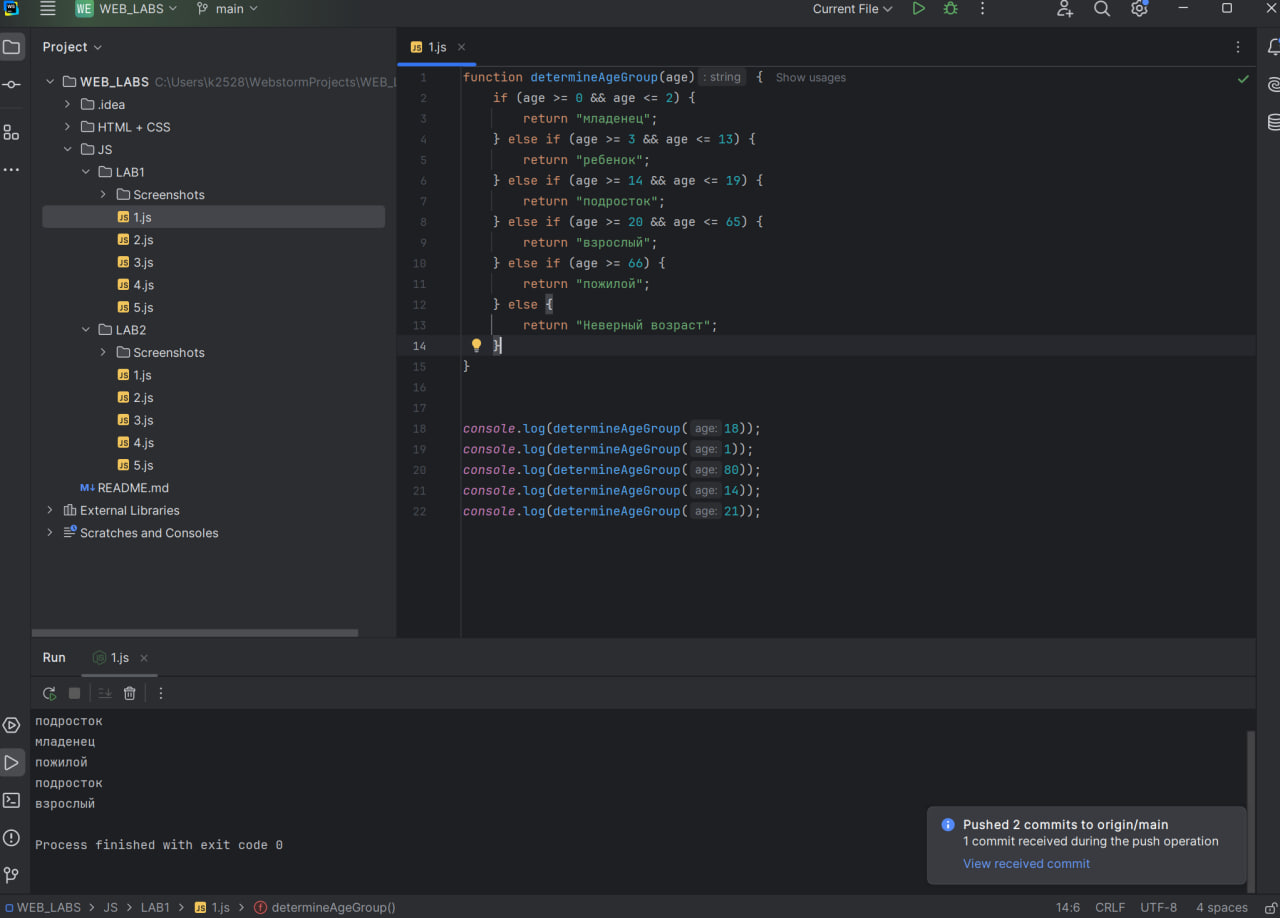 WE WEB_LABS main Current File
Project
1.js
WEB_LABS C:\Users\k2528\WebstormProjects\WEB_L
.idea
HTML + CSS
JS
LAB1
Screenshots
1.js
2.js
3.js
4.js
5.js
LAB2
Screenshots
1.js
2.js
3.js
4.js
5.js
README.md
External Libraries
Scratches and Consoles
1 function determineAgeGroup(age) : string { Show usages
2 if (age >= 0 && age <= 2) {
3 return "младенец";
4 } else if (age >= 3 && age <= 13) {
5 return "ребенок";
6 } else if (age >= 14 && age <= 19) {
7 return "подросток";
8 } else if (age >= 20 && age <= 65) {
9 return "взрослый";
10 } else if (age >= 66) {
11 return "пожилой";
12 } else {
13 return "Неверный возраст";
14 }
15 }
16
17
18 console.log(determineAgeGroup( age: 18));
19 console.log(determineAgeGroup( age: 1));
20 console.log(determineAgeGroup( age: 80));
21 console.log(determineAgeGroup( age: 14));
22 console.log(determineAgeGroup( age: 21));
Run 1.js
подросток
младенец
пожилой
подросток
взрослый
Process finished with exit code 0
Pushed 2 commits to origin/main
1 commit received during the push operation
View received commit
WEB_LABS > JS > LAB1 > 1.js > determineAgeGroup() 14:6 CRLF UTF-8 4 spaces